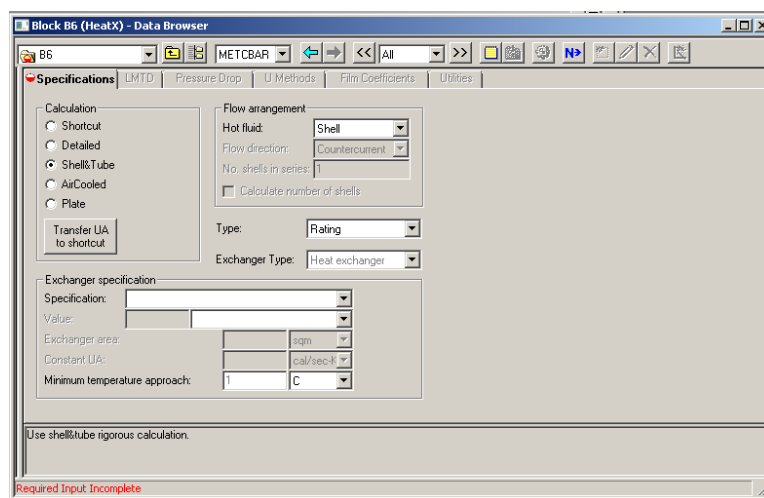 Block B6 (HeatX) - Data Browser
B6 METCBAR << All >> N>
Specifications LMTD Pressure Drop U Methods Film Coefficients Utilities
Calculation
Shortcut
Detailed
Shell&Tube
AirCooled
Plate
Transfer UA
to shortcut
Flow arrangement
Hot fluid: Shell
Flow direction: Countercurrent
No. shells in series: 1
Calculate number of shells
Type: Rating
Exchanger Type: Heat exchanger
Exchanger specification
Specification:
Value:
Exchanger area: sqm
Constant UA: cal/sec-K
Minimum temperature approach: 1 C
Use shell&tube rigorous calculation.
Required Input Incomplete